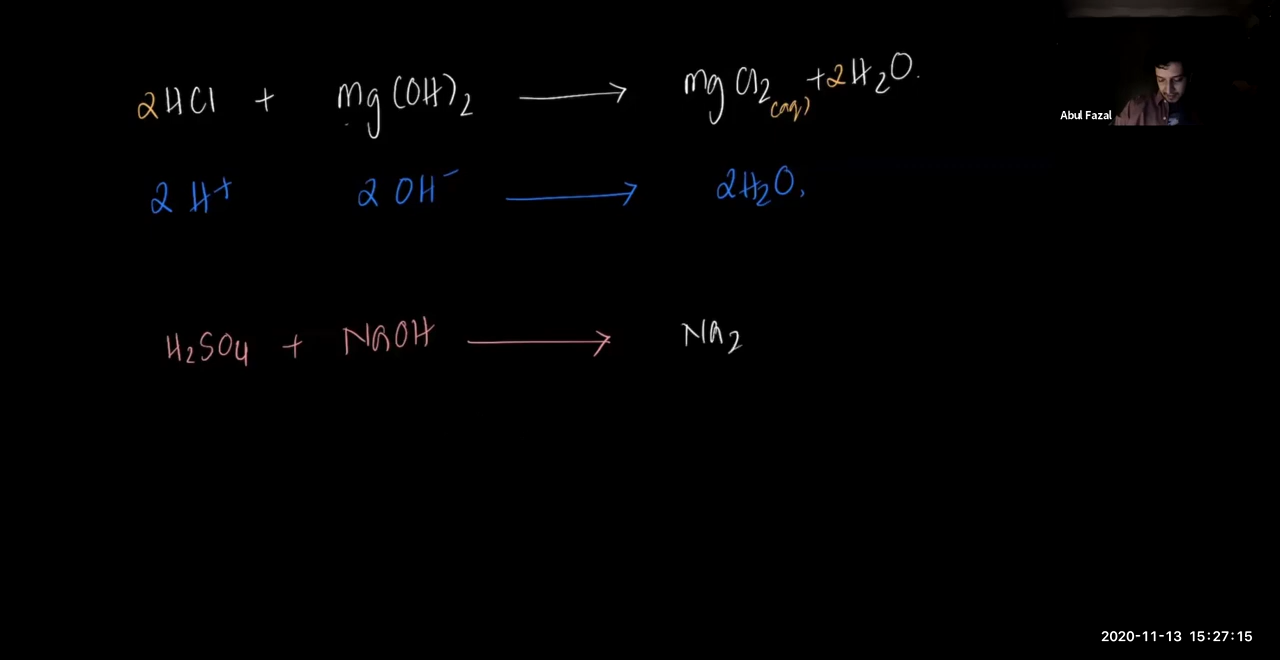 2HCl + Mg(OH)2 → MgCl2(aq) + 2H2O.
Abul Fazal
2H+ 2OH- → 2H2O,
H2SO4 + NaOH → Na2
2020-11-13 15:27:15